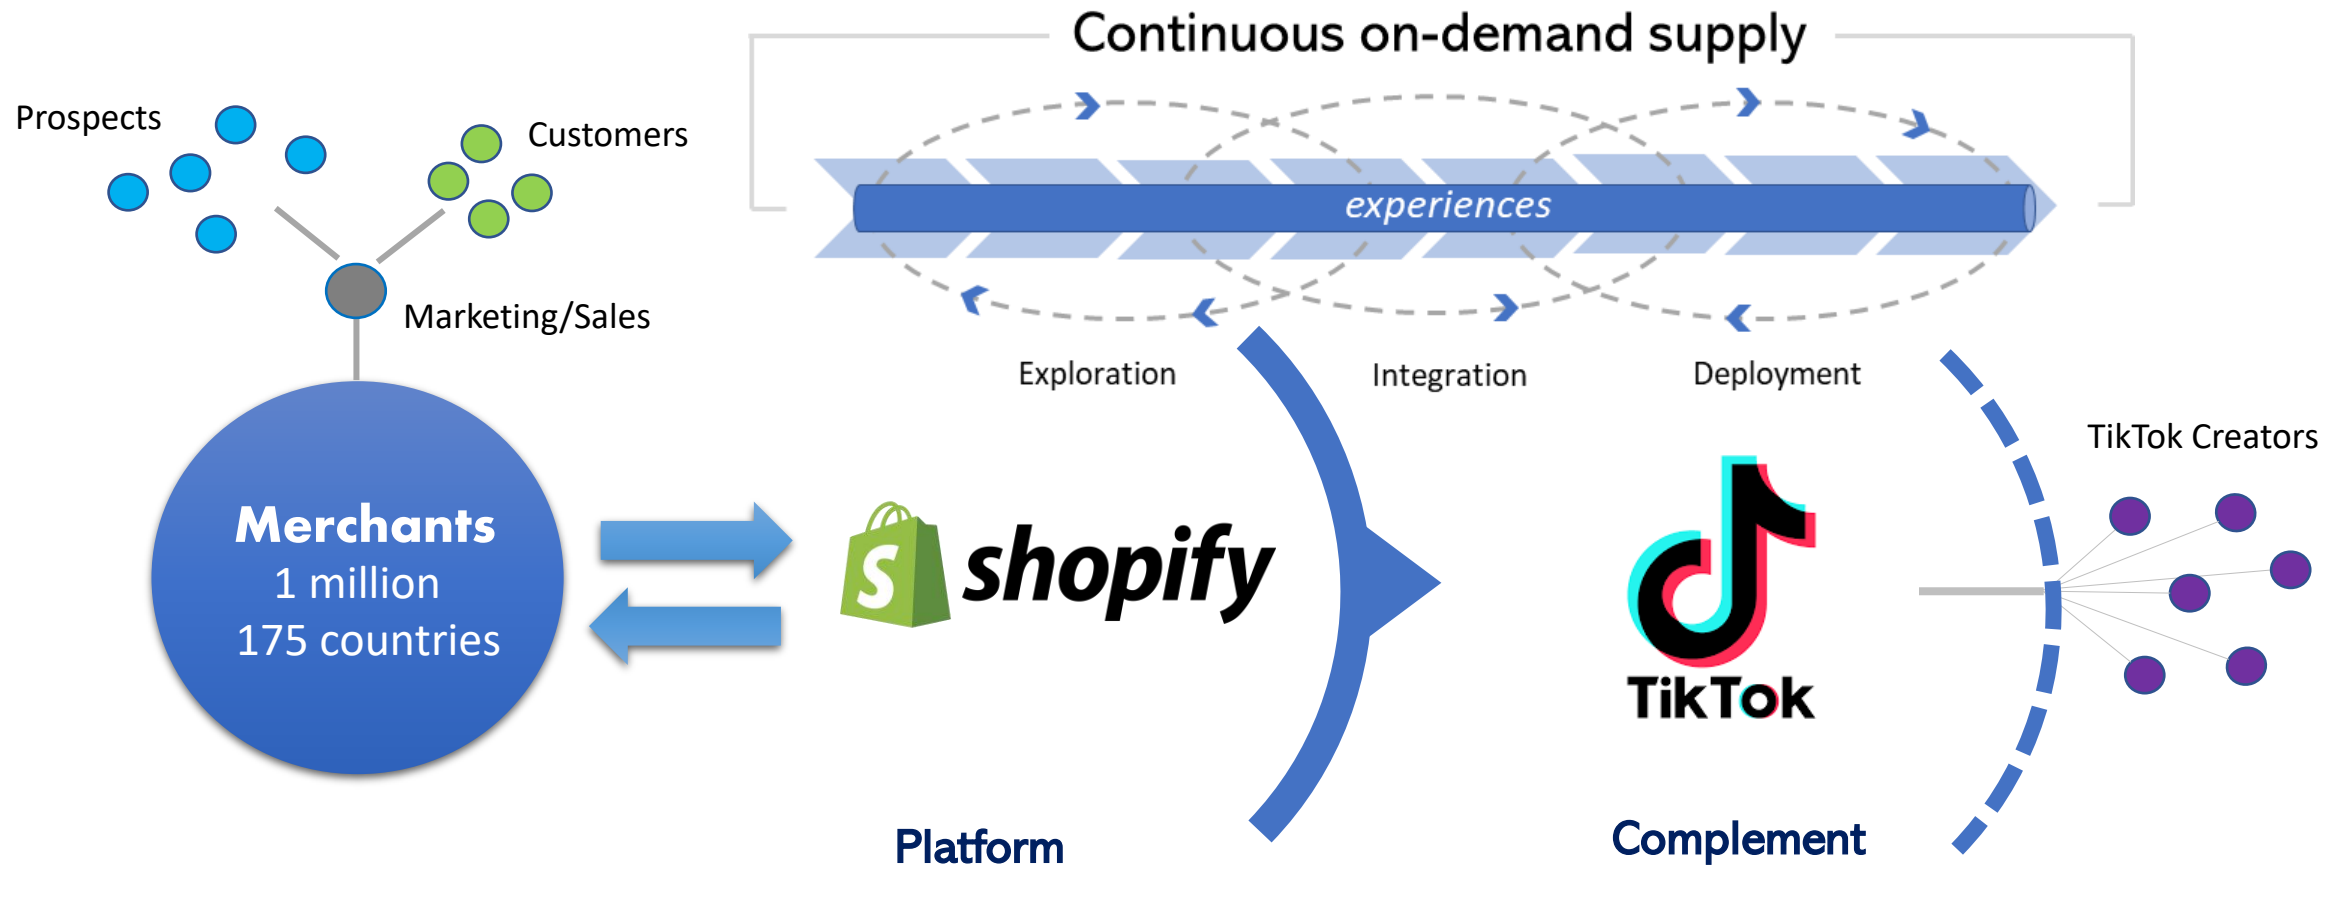 Continuous on-demand supply
Prospects
Customers
experiences
Marketing/Sales
Exploration
Integration
Deployment
TikTok Creators
Merchants
1 million
175 countries
S shopify
TikTok
Platform
Complement